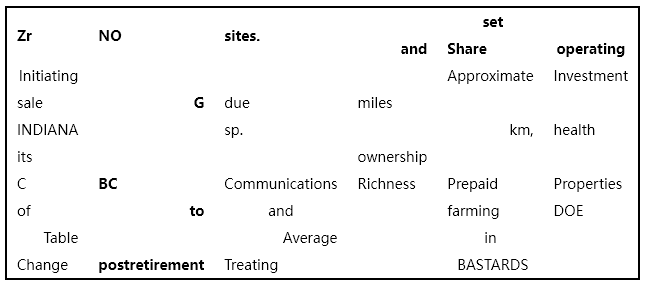 set
Zr NO sites.
and Share operating
Initiating Approximate Investment
sale G due miles
INDIANA sp. km, health
its ownership
C BC Communications Richness Prepaid Properties
of to and farming DOE
Table Average in
Change postretirement Treating BASTARDS